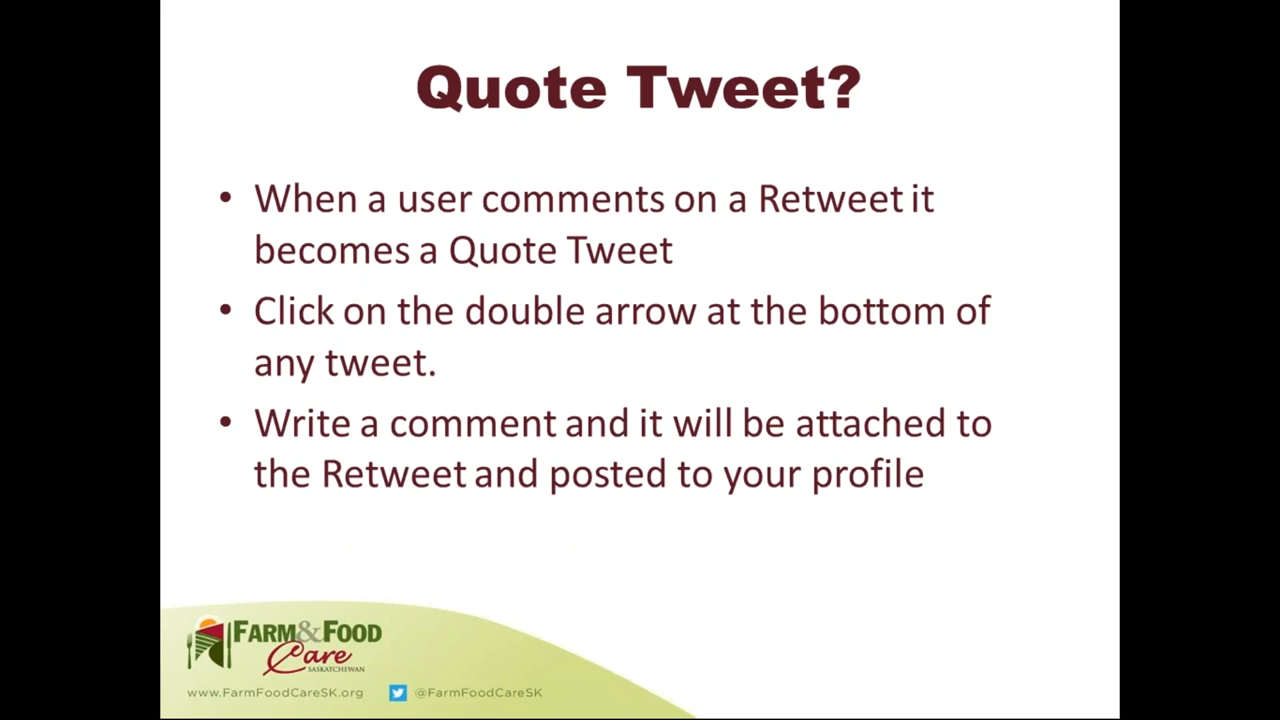 Quote Tweet?
• When a user comments on a Retweet it
becomes a Quote Tweet
• Click on the double arrow at the bottom of
any tweet.
• Write a comment and it will be attached to
the Retweet and posted to your profile
FARM&FOOD
Care
SASKATCHEWAN
www.FarmFoodCareSK.org @FarmFoodCareSK